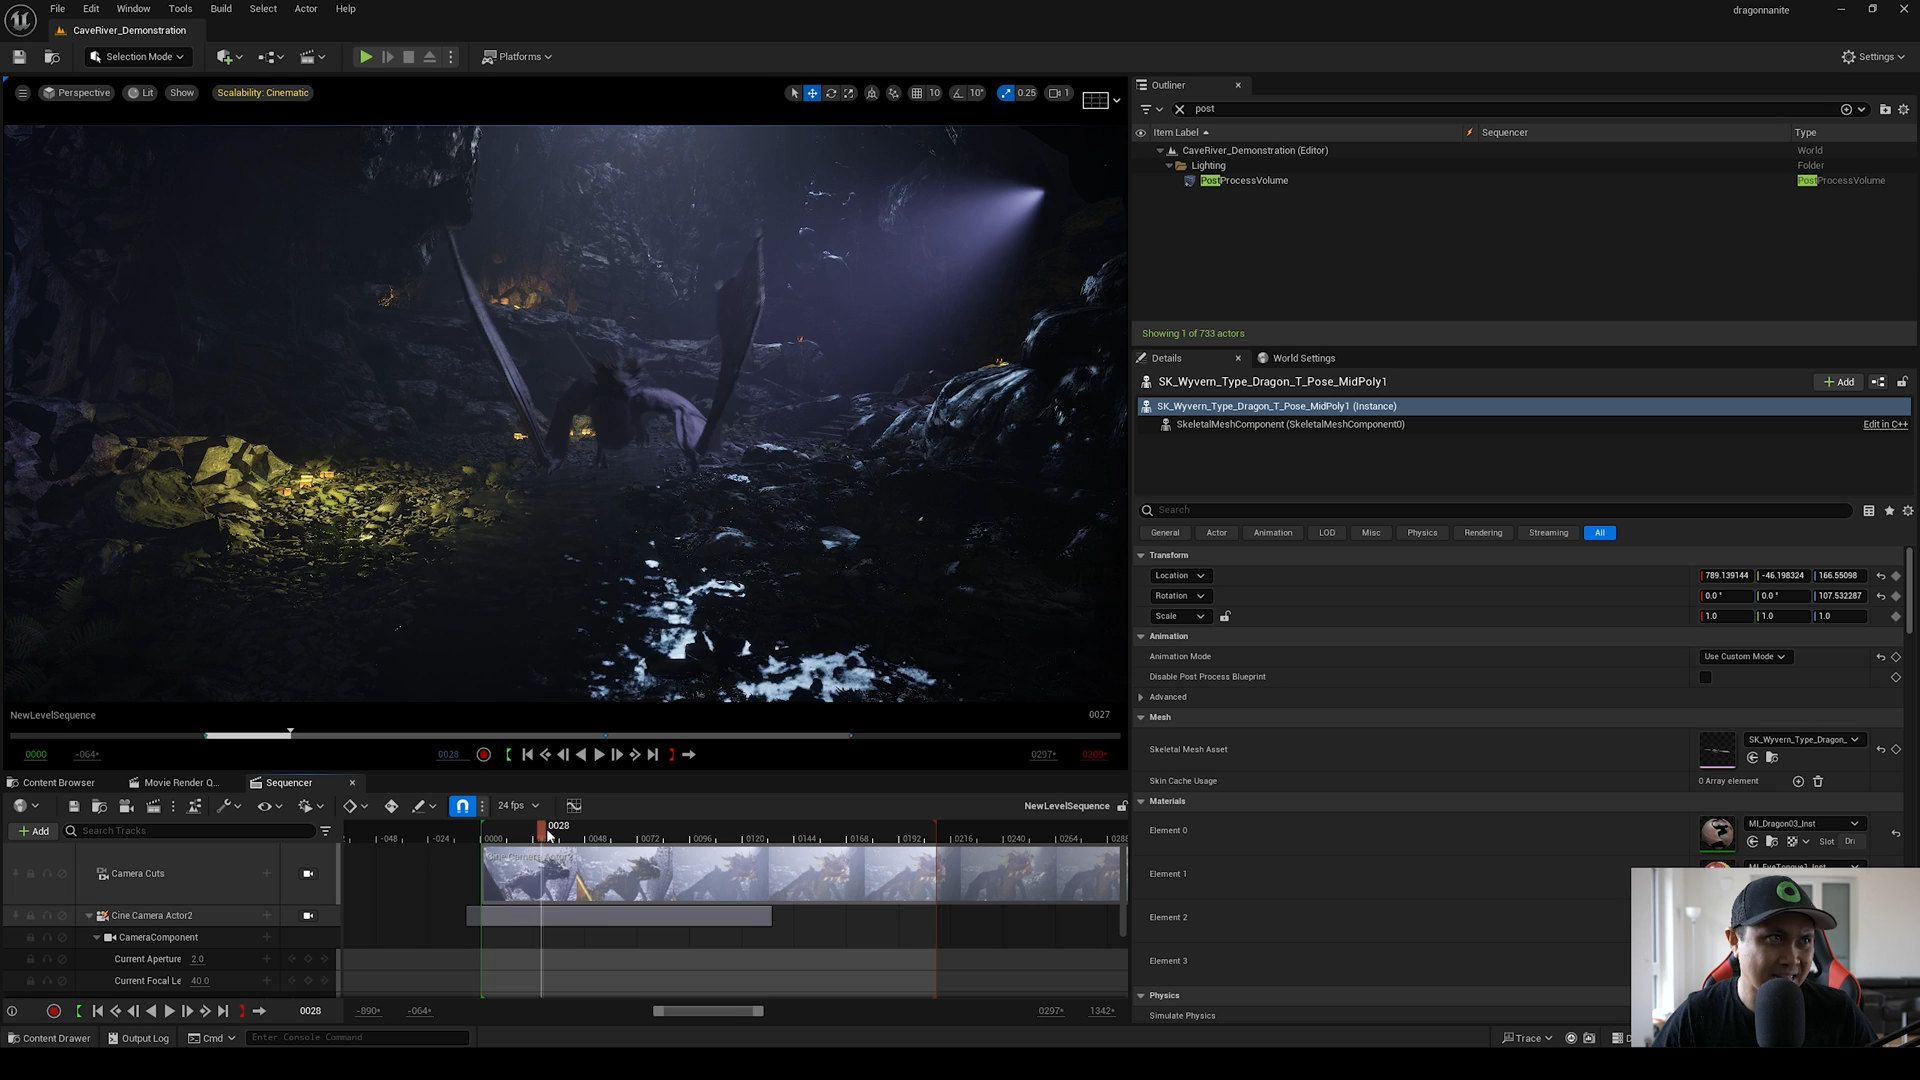 File Edit Window Tools Build Select Actor Help
dragonnanite
CaveRiver_Demonstration
Selection Mode
Platforms
Settings
Perspective Lit Show Scalability: Cinematic
10 10° 0.25 1
Outliner
post
Item Label Sequencer Type
CaveRiver_Demonstration (Editor) World
Lighting Folder
PostProcessVolume PostProcessVolume
Showing 1 of 733 actors
Details World Settings
SK_Wyvern_Type_Dragon_T_Pose_MidPoly1
Add
SK_Wyvern_Type_Dragon_T_Pose_MidPoly1 (Instance)
SkeletalMeshComponent (SkeletalMeshComponent0) Edit in C++
Search
General Actor Animation LOD Misc Physics Rendering Streaming All
Transform
Location 789.139144 -46.198324 166.55098
Rotation 0.0° 0.0° 107.532287
Scale 1.0 1.0 1.0
Animation
Animation Mode Use Custom Mode
Disable Post Process Blueprint
Advanced
Mesh
Skeletal Mesh Asset SK_Wyvern_Type_Dragon_
Skin Cache Usage 0 Array element
Materials
Element 0 MI_Dragon03_Inst
Slot Dr
Element 1
Element 2
Element 3
Physics
Simulate Physics
NewLevelSequence 0027
0000 -064* 0028 0297* 0209*
Content Browser Movie Render Q... Sequencer
24 fps NewLevelSequence
Add Search Tracks
0028
-048 -024 0000 0048 0072 0096 0120 0144 0168 0192 0216 0240 0264 0288
Camera Cuts
Cine Camera Actor2
CameraComponent
Current Aperture 2.0
Current Focal Le 40.0
0028 -890* -064* 0297* 1342*
Content Drawer Output Log Cmd Enter Console Command
Trace